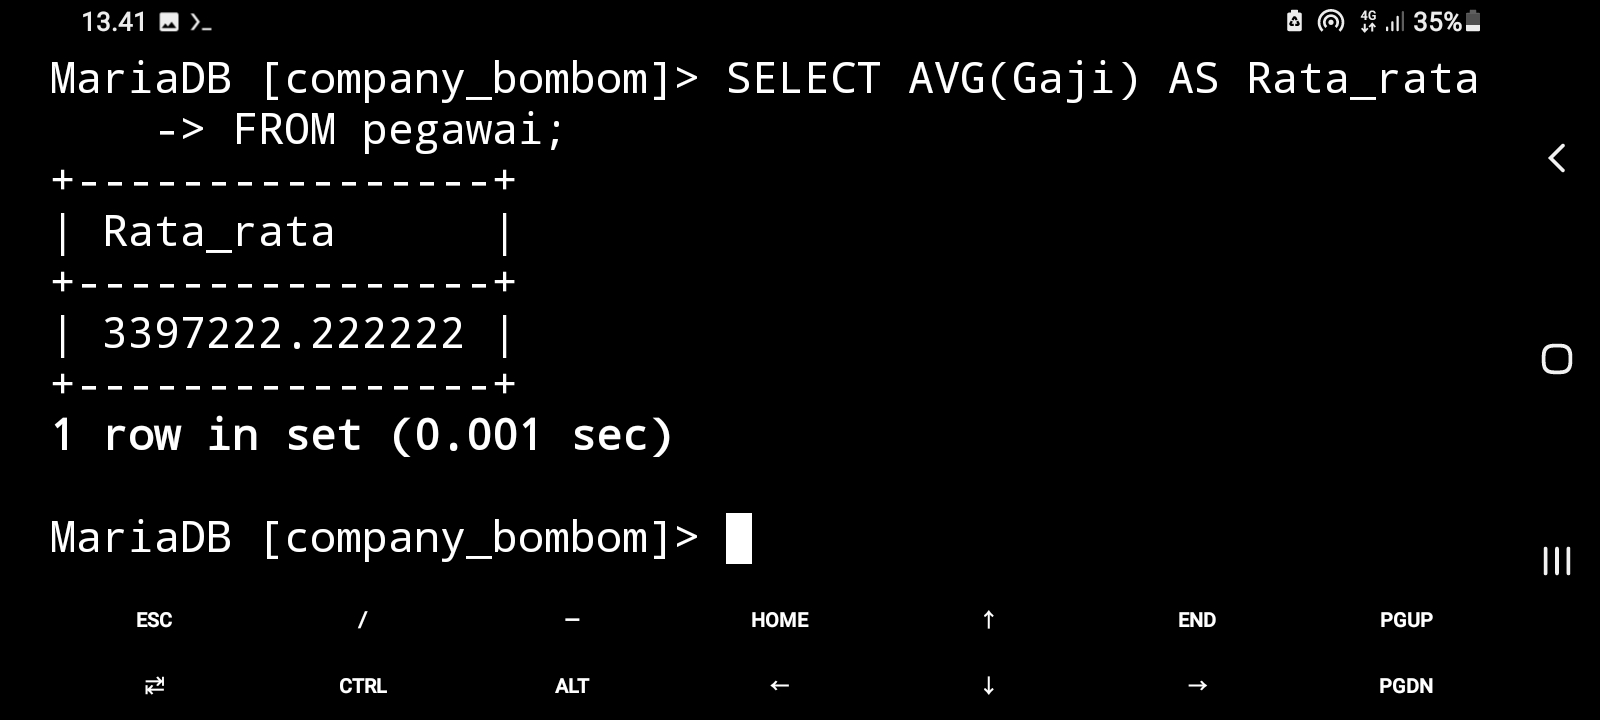 13.41 4G 35%
MariaDB [company_bombom]> SELECT AVG(Gaji) AS Rata_rata
    -> FROM pegawai;
+----------------+
| Rata_rata      |
+----------------+
| 3397222.222222 |
+----------------+
1 row in set (0.001 sec)

MariaDB [company_bombom]>
ESC / — HOME ↑ END PGUP
⇄ CTRL ALT ← ↓ → PGDN